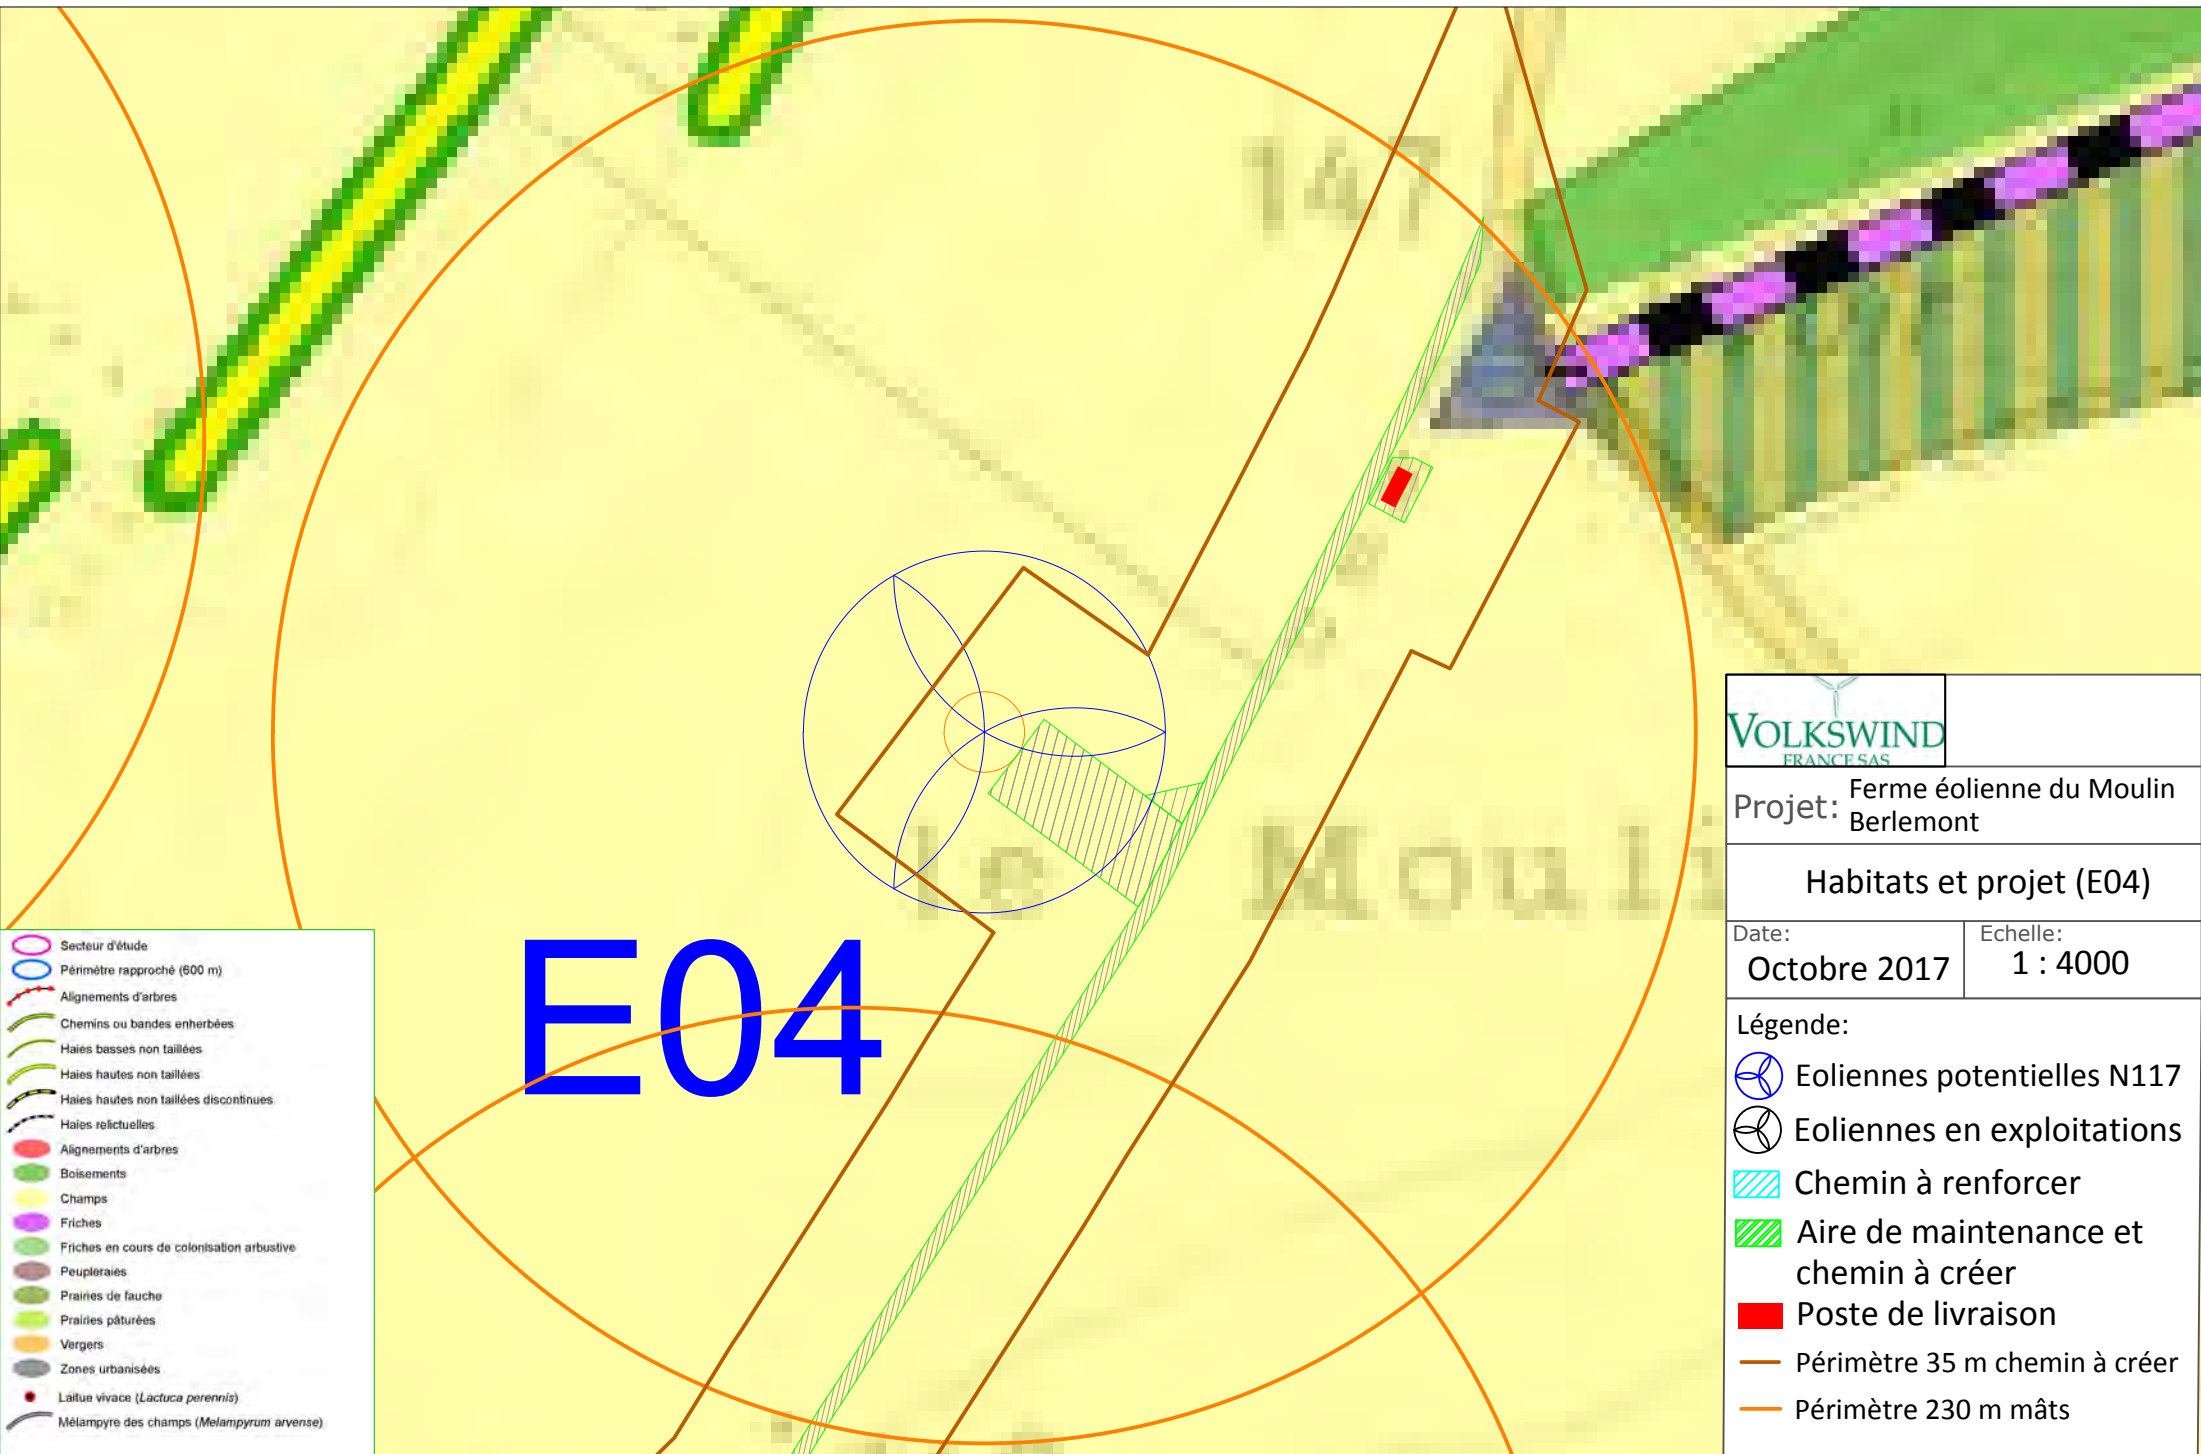 147
le Mouli
E04
VOLKSWIND
FRANCE SAS
Projet: Ferme éolienne du Moulin
Berlemont
Habitats et projet (E04)
Date:
Octobre 2017
Echelle:
1 : 4000
Légende:
Eoliennes potentielles N117
Eoliennes en exploitations
Chemin à renforcer
Aire de maintenance et
chemin à créer
Poste de livraison
Périmètre 35 m chemin à créer
Périmètre 230 m mâts
Secteur d'étude
Périmètre rapproché (600 m)
Alignements d'arbres
Chemins ou bandes enherbées
Haies basses non taillées
Haies hautes non taillées
Haies hautes non taillées discontinues
Haies relictuelles
Alignements d'arbres
Boisements
Champs
Friches
Friches en cours de colonisation arbustive
Peupleraies
Prairies de fauche
Prairies pâturées
Vergers
Zones urbanisées
Laitue vivace (Lactuca perennis)
Mélampyre des champs (Melampyrum arvense)